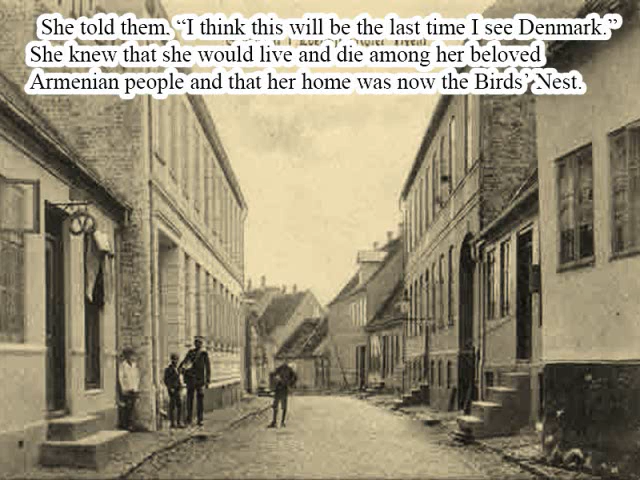 She told them, “I think this will be the last time I see Denmark.”
She knew that she would live and die among her beloved
Armenian people and that her home was now the Birds’ Nest.